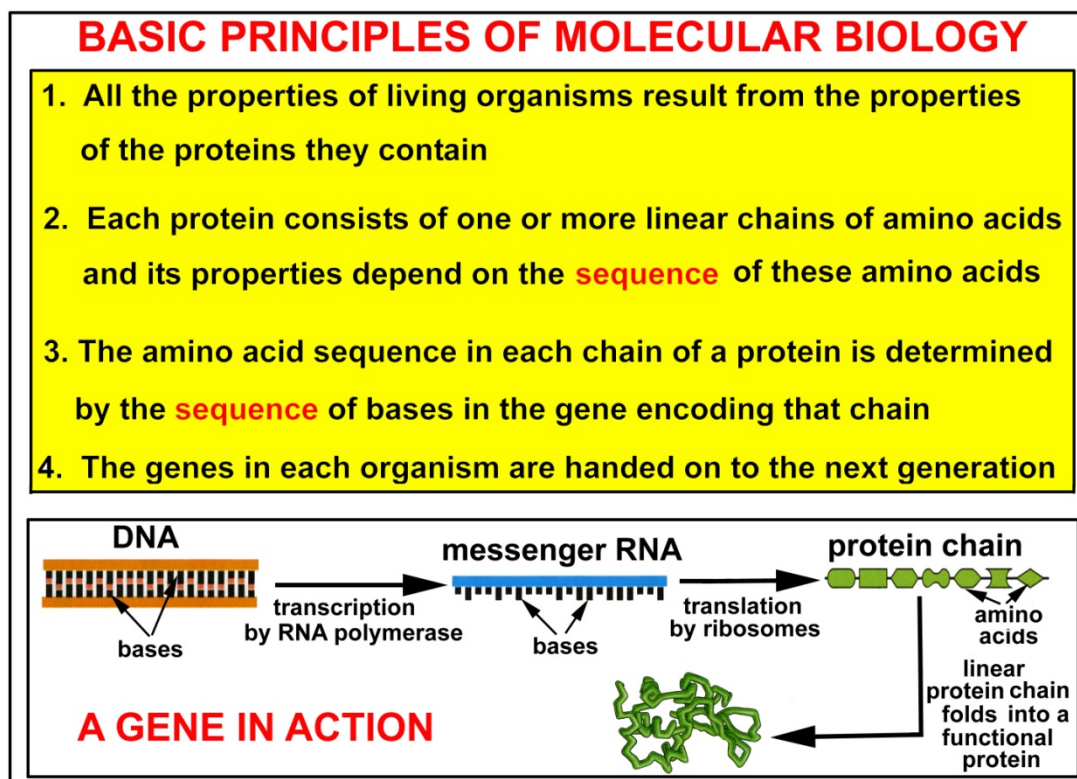 BASIC PRINCIPLES OF MOLECULAR BIOLOGY
1. All the properties of living organisms result from the properties
of the proteins they contain
2. Each protein consists of one or more linear chains of amino acids
and its properties depend on the sequence of these amino acids
3. The amino acid sequence in each chain of a protein is determined
by the sequence of bases in the gene encoding that chain
4. The genes in each organism are handed on to the next generation
DNA
bases
transcription
by RNA polymerase
messenger RNA
bases
translation
by ribosomes
protein chain
amino
acids
linear
protein chain
folds into a
functional
protein
A GENE IN ACTION